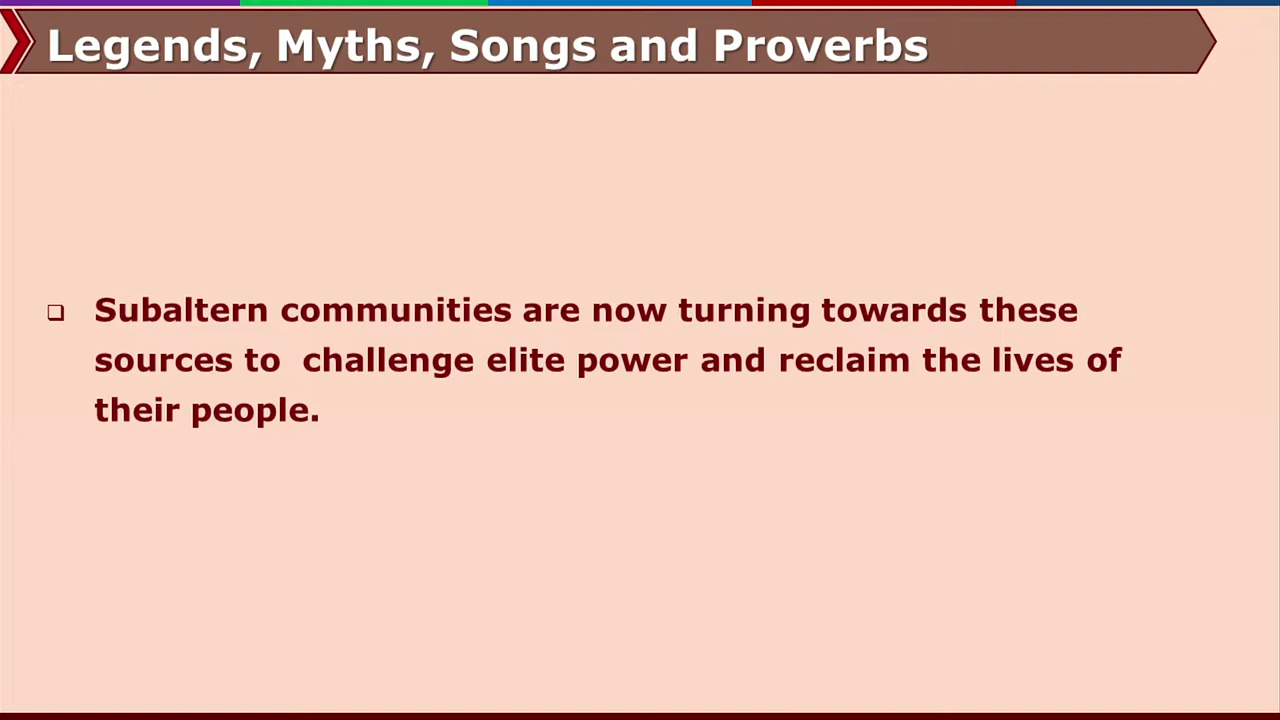 Legends, Myths, Songs and Proverbs
Subaltern communities are now turning towards these
sources to  challenge elite power and reclaim the lives of
their people.